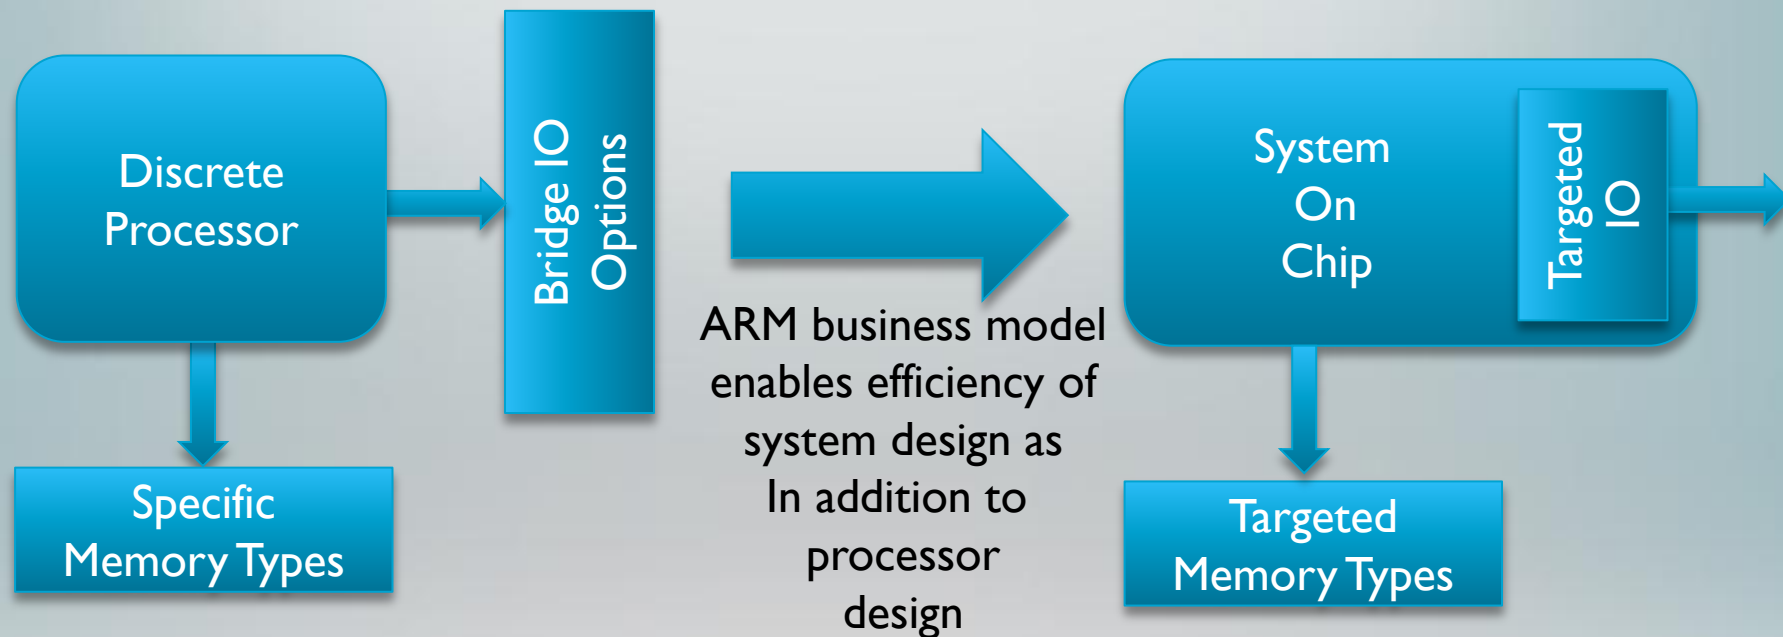 Discrete
Processor
Bridge IO
Options
Specific
Memory Types
ARM business model
enables efficiency of
system design as
In addition to
processor
design
System
On
Chip
Targeted
IO
Targeted
Memory Types